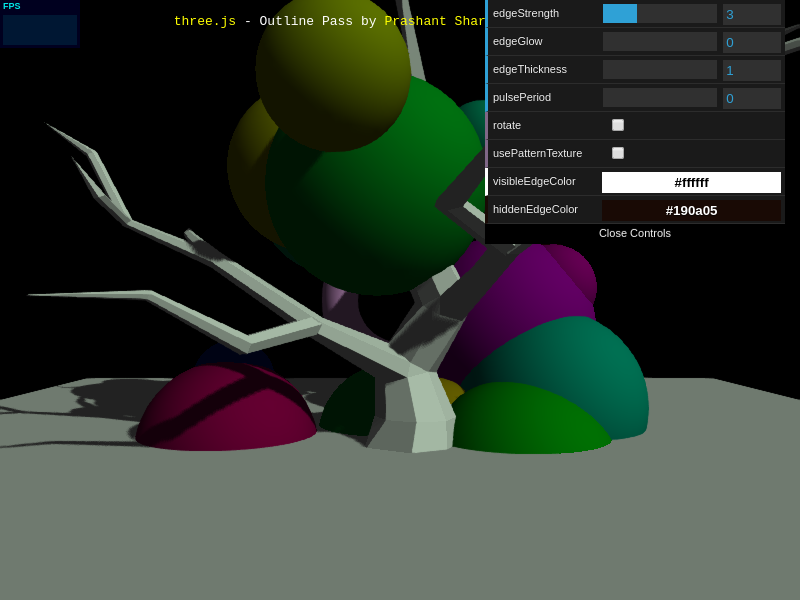 FPS
three.js - Outline Pass by Prashant Shar
edgeStrength 3
edgeGlow 0
edgeThickness 1
pulsePeriod 0
rotate
usePatternTexture
visibleEdgeColor #ffffff
hiddenEdgeColor #190a05
Close Controls